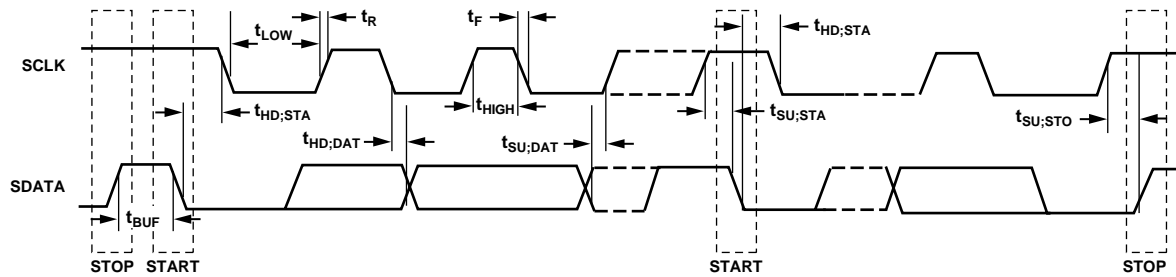 tR
tF
tLOW
tHD;STA
SCLK
tHD;STA
tHIGH
tSU;STA
tSU;STO
tHD;DAT
tSU;DAT
SDATA
tBUF
STOP
START
START
STOP